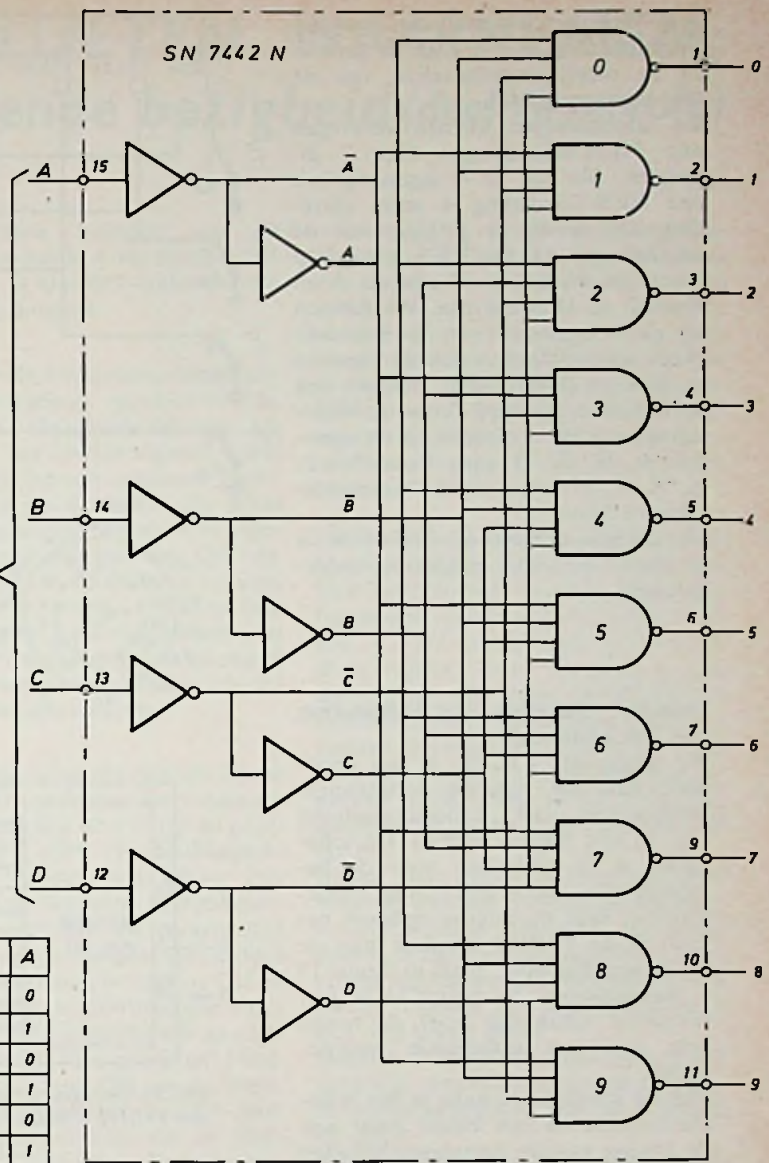 SN 7442 N
0 1 0
A 15 A̅ 1 2 1
A
2 3 2
3 4 3
B 14 B̅ 4 5 4
B 5 6 5
C 13 C̅
C 6 7 6
D 12 D̅ 7 9 7
D 8 10 8
9 11 9
A
0
1
0
1
0
1